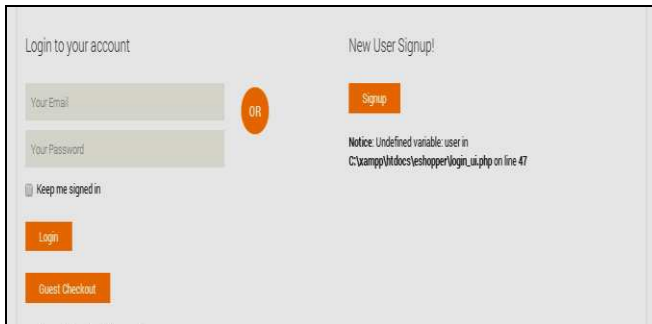 Login to your account
Your Email
Your Password
Keep me signed in
Login
Guest Checkout
OR
New User Signup!
Signup
Notice: Undefined variable: user in
C:\xampp\htdocs\eshopper\login_ui.php on line 47